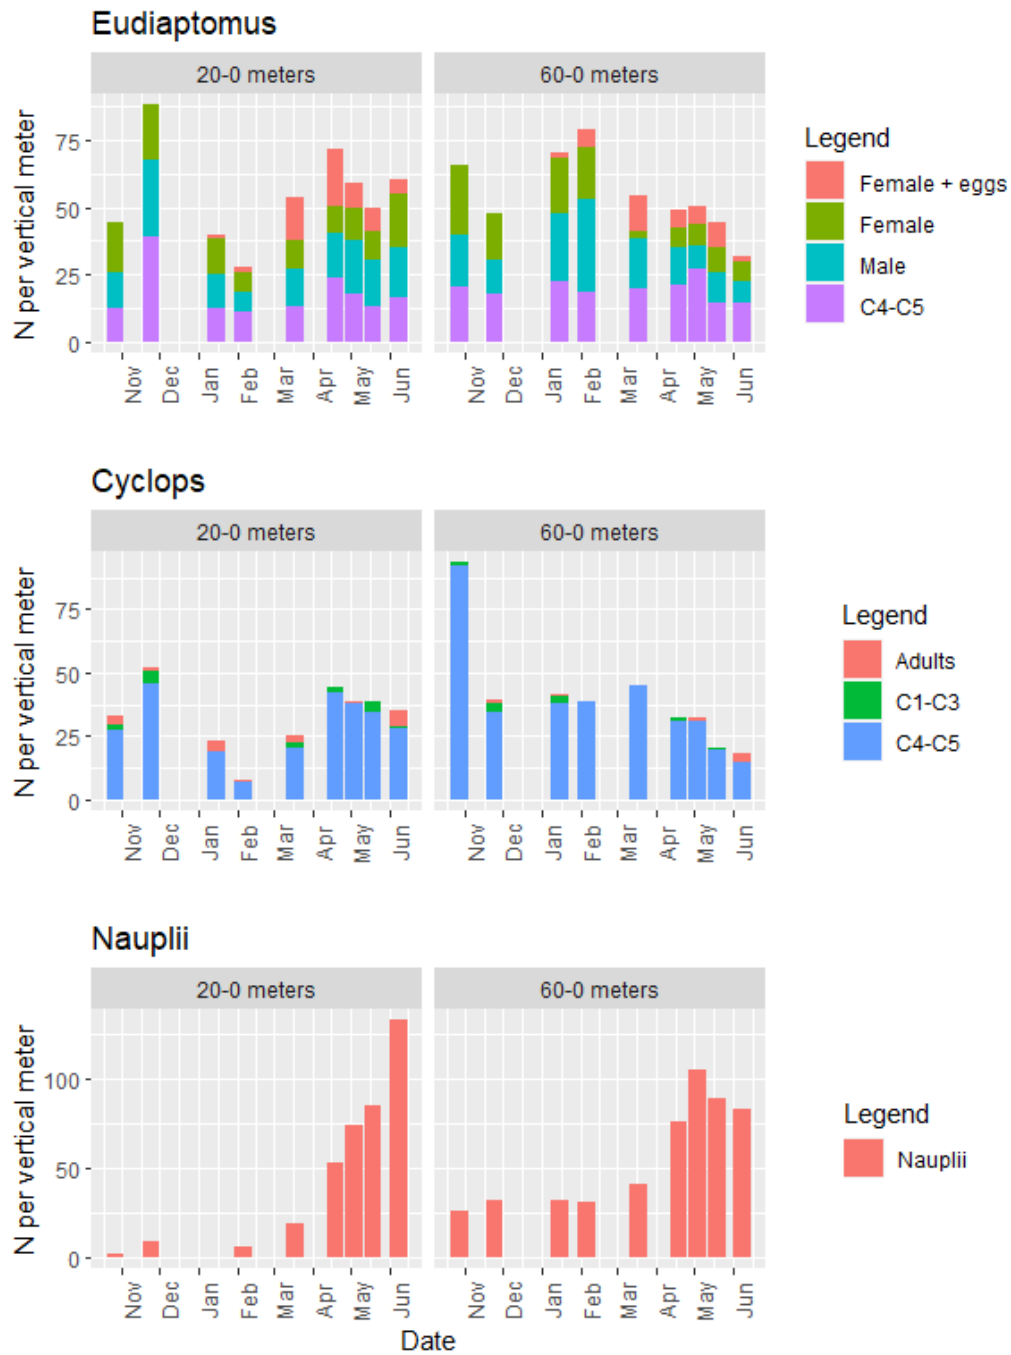 Eudiaptomus
20-0 meters 60-0 meters
N per vertical meter
75
50
25
0
Nov Dec Jan Feb Mar Apr May Jun Nov Dec Jan Feb Mar Apr May Jun
Legend
Female + eggs
Female
Male
C4-C5
Cyclops
20-0 meters 60-0 meters
N per vertical meter
75
50
25
0
Nov Dec Jan Feb Mar Apr May Jun Nov Dec Jan Feb Mar Apr May Jun
Legend
Adults
C1-C3
C4-C5
Nauplii
20-0 meters 60-0 meters
N per vertical meter
100
50
0
Nov Dec Jan Feb Mar Apr May Jun Nov Dec Jan Feb Mar Apr May Jun
Date
Legend
Nauplii